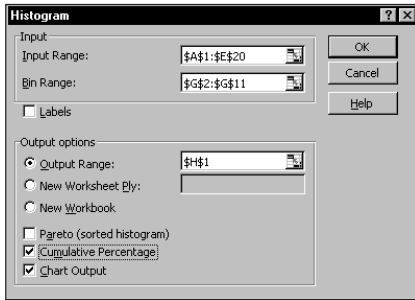 Histogram
Input
Input Range:
$A$1:$E$20
Bin Range:
$G$2:$G$11
Labels
OK
Cancel
Help
Output options
Output Range:
$H$1
New Worksheet Ply:
New Workbook
Pareto (sorted histogram)
Cumulative Percentage
Chart Output